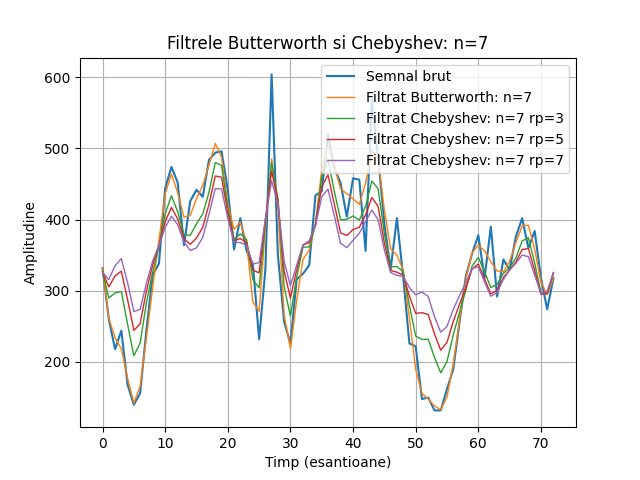 Filtrele Butterworth si Chebyshev: n=7
Semnal brut
Filtrat Butterworth: n=7
Filtrat Chebyshev: n=7 rp=3
Filtrat Chebyshev: n=7 rp=5
Filtrat Chebyshev: n=7 rp=7
Amplitudine
600
500
400
300
200
0 10 20 30 40 50 60 70
Timp (esantioane)